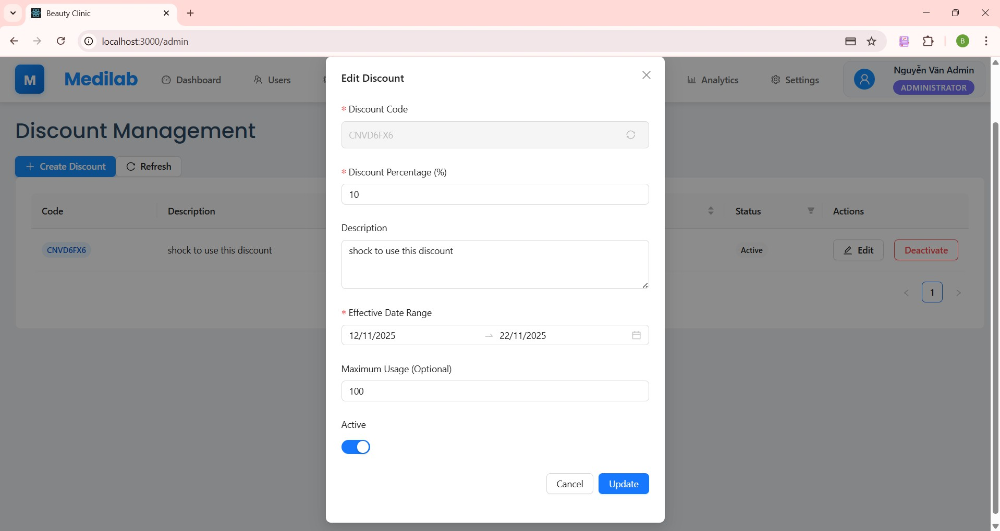 Beauty Clinic
localhost:3000/admin
B
M
Medilab
Dashboard
Users
Analytics
Settings
Nguyễn Văn Admin
ADMINISTRATOR
Discount Management
Create Discount
Refresh
Code
Description
Status
Actions
CNVD6FX6
shock to use this discount
Active
Edit
Deactivate
1
Edit Discount
* Discount Code
CNVD6FX6
* Discount Percentage (%)
10
Description
shock to use this discount
* Effective Date Range
12/11/2025
22/11/2025
Maximum Usage (Optional)
100
Active
Cancel
Update